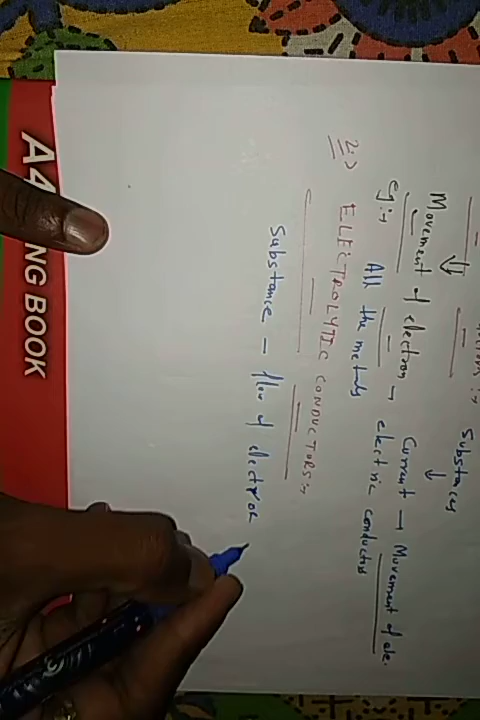 Substances
Current → Movement of ele.
Movement of electron → electric conductors
eg:→ All the metals
2.) ELECTROLYTIC CONDUCTORS:→
Substance – flow of electron
A4
NG BOOK